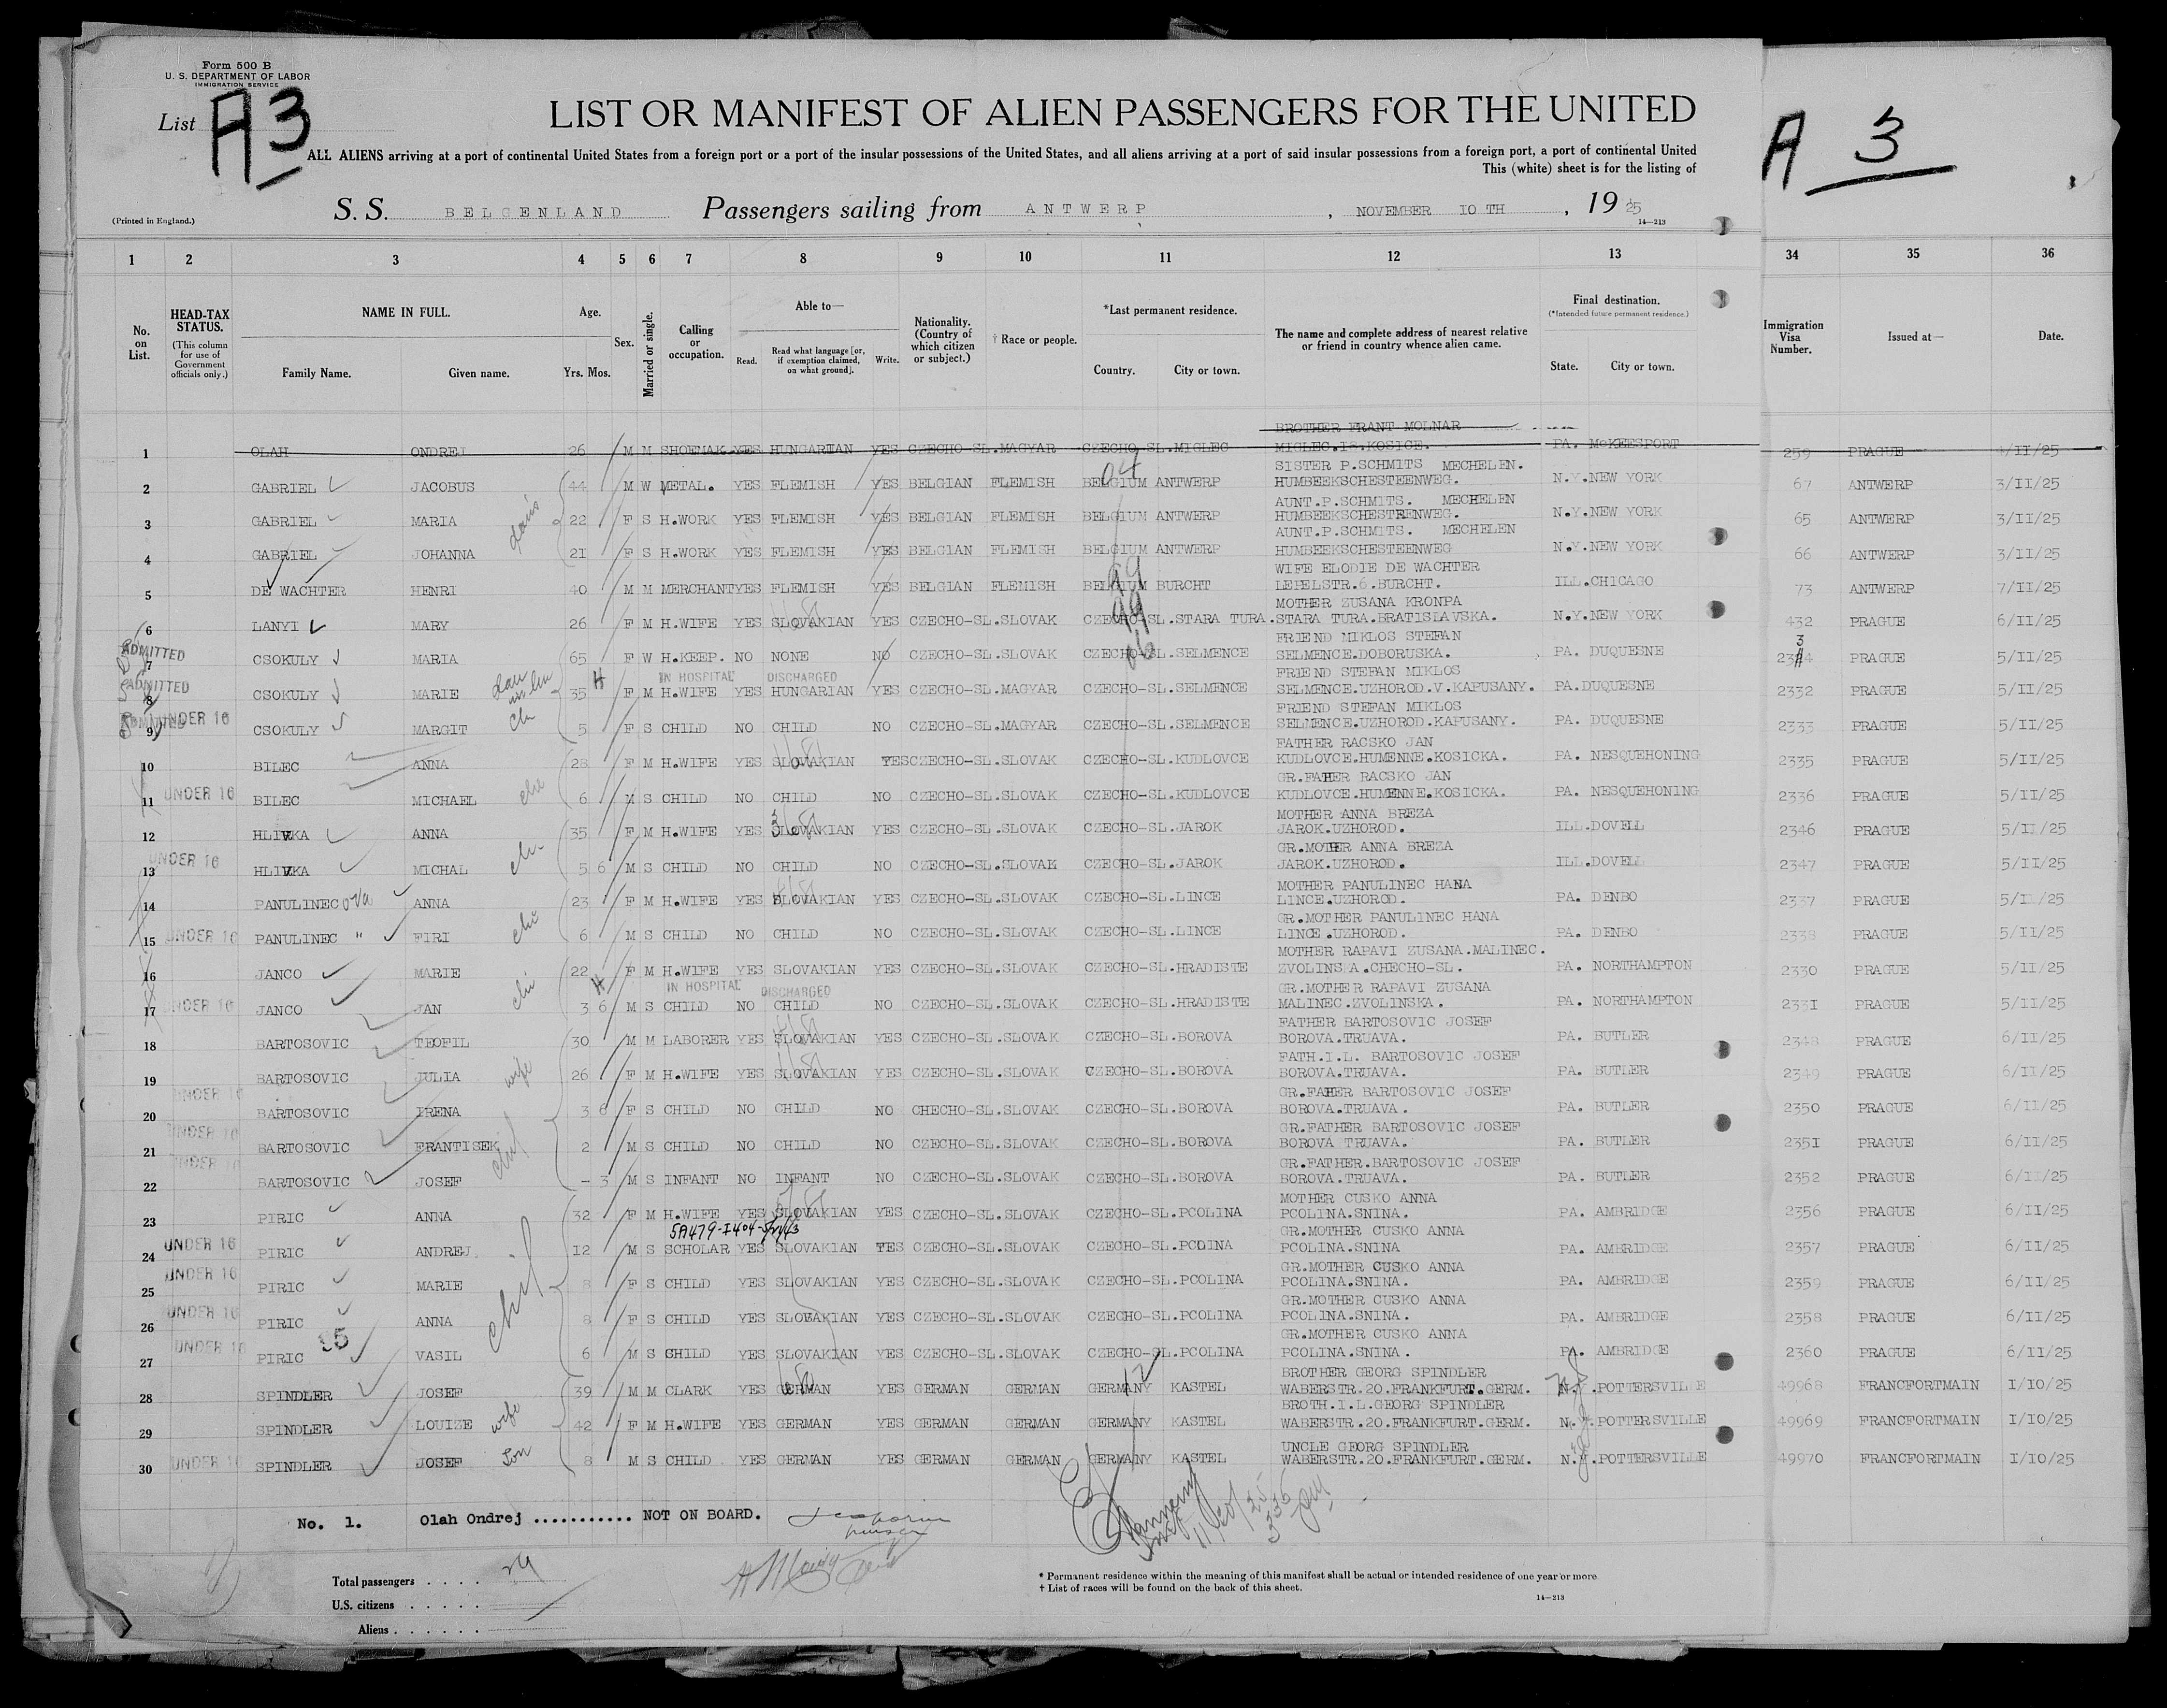 Form 500 B
U. S. DEPARTMENT OF LABOR
IMMIGRATION SERVICE
List A3
LIST OR MANIFEST OF ALIEN PASSENGERS FOR THE UNITED
A 3
ALL ALIENS arriving at a port of continental United States from a foreign port or a port of the insular possessions of the United States, and all aliens arriving at a port of said insular possessions from a foreign port, a port of continental United
This (white) sheet is for the listing of
(Printed in England.)
S. S. BELGENLAND Passengers sailing from ANTWERP , NOVEMBER IO TH , 19 25
14—213
1 2 3 4 5 6 7 8 9 10 11 12 13 34 35 36
No. on List.
HEAD-TAX STATUS.
(This column for use of Government officials only.)
NAME IN FULL.
Family Name. Given name.
Age.
Yrs. Mos.
Sex.
Married or single.
Calling or occupation.
Able to—
Read. Read what language [or, if exemption claimed, on what ground]. Write.
Nationality. (Country of which citizen or subject.)
† Race or people.
*Last permanent residence.
Country. City or town.
The name and complete address of nearest relative or friend in country whence alien came.
Final destination.
(*Intended future permanent residence.)
State. City or town.
Immigration Visa Number.
Issued at—
Date.
BROTHER FRANT MOLNAR
1 OLAH ONDREJ 26 M M SHOEMAK YES HUNGARIAN YES CZECHO SL.MAGYAR CZECHO SL.MIGLEC MIGLEC.I8.KOSICE. PA. McKEESPORT 259 PRAGUE 4/II/25
SISTER P.SCHMITS MECHELEN.
2 GABRIEL JACOBUS 44 M W METAL. YES FLEMISH YES BELGIAN FLEMISH BELGIUM ANTWERP HUMBEEKSCHESTEENWEG. N.Y.NEW YORK 67 ANTWERP 3/II/25
AUNT.P.SCHMITS. MECHELEN
3 GABRIEL MARIA 22 F S H.WORK YES FLEMISH YES BELGIAN FLEMISH BELGIUM ANTWERP HUMBEEKSCHESTRENWEG. N.Y.NEW YORK 65 ANTWERP 3/II/25
AUNT.P.SCHMITS. MECHELEN
4 GABRIEL JOHANNA 21 F S H.WORK YES FLEMISH YES BELGIAN FLEMISH BELGIUM ANTWERP HUMBEEKSCHESTEENWEG N.Y.NEW YORK 66 ANTWERP 3/II/25
WIFE ELODIE DE WACHTER
5 DE WACHTER HENRI 40 M M MERCHANT YES FLEMISH YES BELGIAN FLEMISH BELGIUM BURCHT LEPELSTR.6.BURCHT. ILL.CHICAGO 73 ANTWERP 7/II/25
MOTHER ZUSANA KRONPA
6 LANYI MARY 26 F M H.WIFE YES SLOVAKIAN YES CZECHO-SL.SLOVAK CZECHO-SL.STARA TURA. STARA TURA.BRATISLAVSKA. N.Y.NEW YORK 432 PRAGUE 6/II/25
FRIEND MIKLOS STEFAN
ADMITTED
7 CSOKULY MARIA 65 F W H.KEEP. NO NONE NO CZECHO-SL.SLOVAK CZECHO-SL.SELMENCE SELMENCE.DOBORUSKA. PA. DUQUESNE 2334 PRAGUE 5/II/25
IN HOSPITAL DISCHARGED FRIEND STEFAN MIKLOS
ADMITTED
8 CSOKULY MARIE 35 F M H.WIFE YES HUNGARIAN YES CZECHO-SL.MAGYAR CZECHO-SL.SELMENCE SELMENCE.UZHOROD.V.KAPUSANY. PA.DUQUESNE 2332 PRAGUE 5/II/25
FRIEND STEFAN MIKLOS
ADMITTED UNDER 16
9 CSOKULY MARGIT 5 F S CHILD NO CHILD NO CZECHO-SL.MAGYAR CZECHO-SL.SELMENCE SELMENCE.UZHOROD.KAPUSANY. PA. DUQUESNE 2333 PRAGUE 5/II/25
FATHER RACSKO JAN
10 BILEC ANNA 28 F M H.WIFE YES SLOVAKIAN YES CZECHO-SL.SLOVAK CZECHO-SL.KUDLOVCE KUDLOVCE.HUMENNE.KOSICKA. PA. NESQUEHONING 2335 PRAGUE 5/II/25
GR.FAHER RACSKO JAN
11 UNDER 16 BILEC MICHAEL 6 M S CHILD NO CHILD NO CZECHO-SL.SLOVAK CZECHO-SL.KUDLOVCE KUDLOVCE.HUMENNE.KOSICKA. PA. NESQUEHONING 2336 PRAGUE 5/II/25
MOTHER ANNA BREZA
12 HLIVKA ANNA 35 F M H.WIFE YES SLOVAKIAN YES CZECHO-SL.SLOVAK CZECHO-SL.JAROK JAROK.UZHOROD. ILL.DOVELL 2346 PRAGUE 5/II/25
GR.MOTHER ANNA BREZA
13 UNDER 16 HLIVKA MICHAL 5 6 M S CHILD NO CHILD NO CZECHO-SL.SLOVAK CZECHO-SL.JAROK JAROK.UZHOROD. ILL.DOVELL 2347 PRAGUE 5/II/25
MOTHER PANULINEC HANA
14 PANULINEC ova ANNA 23 F M H.WIFE YES SLOVAKIAN YES CZECHO-SL.SLOVAK CZECHO-SL.LINCE LINCE.UZHOROD. PA. DENBO 2337 PRAGUE 5/II/25
GR.MOTHER PANULINEC HANA
15 UNDER 16 PANULINEC " FIRI 6 M S CHILD NO CHILD NO CZECHO-SL.SLOVAK CZECHO-SL.LINCE LINCE.UZHOROD. PA. DENBO 2338 PRAGUE 5/II/25
MOTHER RAPAVI ZUSANA.MALINEC.
16 JANCO MARIE 22 F M H.WIFE YES SLOVAKIAN YES CZECHO-SL.SLOVAK CZECHO-SL.HRADISTE ZVOLINSKA.CHECHO-SL. PA. NORTHAMPTON 2330 PRAGUE 5/II/25
IN HOSPITAL DISCHARGED GR.MOTHER RAPAVI ZUSANA
17 UNDER 16 JANCO JAN 3 6 M S CHILD NO CHILD NO CZECHO-SL.SLOVAK CZECHO-SL.HRADISTE MALINEC.ZVOLINSKA. PA. NORTHAMPTON 233I PRAGUE 5/II/25
FATHER BARTOSOVIC JOSEF
18 BARTOSOVIC TEOFIL 30 M M LABORER YES SLOVAKIAN YES CZECHO-SL.SLOVAK CZECHO-SL.BOROVA BOROVA.TRUAVA. PA. BUTLER 2348 PRAGUE 6/II/25
FATH.I.L. BARTOSOVIC JOSEF
19 BARTOSOVIC JULIA wife 26 F M H.WIFE YES SLOVAKIAN YES CZECHO-SL.SLOVAK CZECHO-SL.BOROVA BOROVA.TRUAVA. PA. BUTLER 2349 PRAGUE 6/II/25
GR.FAHER BARTOSOVIC JOSEF
20 UNDER 16 BARTOSOVIC IRENA 3 6 F S CHILD NO CHILD NO CHECHO-SL.SLOVAK CZECHO-SL.BOROVA BOROVA.TRUAVA. PA. BUTLER 2350 PRAGUE 6/II/25
GR.FATHER BARTOSOVIC JOSEF
21 UNDER 16 BARTOSOVIC FRANTISEK 2 M S CHILD NO CHILD NO CZECHO-SL.SLOVAK CZECHO-SL.BOROVA BOROVA TRUAVA. PA. BUTLER 235I PRAGUE 6/II/25
GR.FATHER.BARTOSOVIC JOSEF
22 UNDER 16 BARTOSOVIC JOSEF - 3 M S INFANT NO INFANT NO CZECHO-SL.SLOVAK CZECHO-SL.BOROVA BOROVA.TRUAVA. PA. BUTLER 2352 PRAGUE 6/II/25
MOTHER CUSKO ANNA
23 PIRIC ANNA 32 F M H.WIFE YES SLOVAKIAN YES CZECHO-SL.SLOVAK CZECHO-SL.PCOLINA PCOLINA.SNINA. PA. AMBRIDGE 2356 PRAGUE 6/II/25
GR.MOTHER CUSKO ANNA
24 UNDER 16 PIRIC ANDREJ. I2 M S SCHOLAR YES SLOVAKIAN YES CZECHO-SL.SLOVAK CZECHO-SL.PCOINA PCOLINA.SNINA PA. AMBRIDGE 2357 PRAGUE 6/II/25
GR.MOTHER CUSKO ANNA
25 UNDER 16 PIRIC MARIE 8 F S CHILD YES SLOVAKIAN YES CZECHO-SL.SLOVAK CZECHO-SL.PCOLINA PCOLINA.SNINA. PA. AMBRIDGE 2359 PRAGUE 6/II/25
GR.MOTHER CUSKO ANNA
26 UNDER 16 PIRIC ANNA 8 F S CHILD YES SLOVAKIAN YES CZECHO-SL.SLOVAK CZECHO-SL.PCOLINA PCOLINA.SNINA. PA. AMBRIDGE 2358 PRAGUE 6/II/25
GR.MOTHER CUSKO ANNA
27 UNDER 16 PIRIC VASIL 6 M S CHILD YES SLOVAKIAN YES CZECHO-SL.SLOVAK CZECHO-SL.PCOLINA PCOLINA.SNINA. PA. AMBRIDGE 2360 PRAGUE 6/II/25
BROTHER GEORG SPINDLER
28 SPINDLER JOSEF 39 M M CLARK YES GERMAN YES GERMAN GERMAN GERMANY KASTEL WABERSTR.20.FRANKFURT.GERM. N.Y.POTTERSVILLE 49968 FRANCFORTMAIN I/IO/25
BROTH.I.L.GEORG SPINDLER
29 SPINDLER LOUIZE wife 42 F M H.WIFE YES GERMAN YES GERMAN GERMAN GERMANY KASTEL WABERSTR.20.FRANKFURT.GERM. N.Y.POTTERSVILLE 49969 FRANCFORTMAIN I/IO/25
UNCLE GEORG SPINDLER
30 UNDER 16 SPINDLER JOSEF Son 8 M S CHILD YES GERMAN YES GERMAN GERMAN GERMANY KASTEL WABERSTR.20.FRANKFURT.GERM. N.Y.POTTERSVILLE 49970 FRANCFORTMAIN I/IO/25
No. 1. Olah Ondrej ........... NOT ON BOARD.
Total passengers . . . . 29
U.S. citizens . . . . .
Aliens . . . . . .
* Permanent residence within the meaning of this manifest shall be actual or intended residence of one year or more.
† List of races will be found on the back of this sheet.
14—213